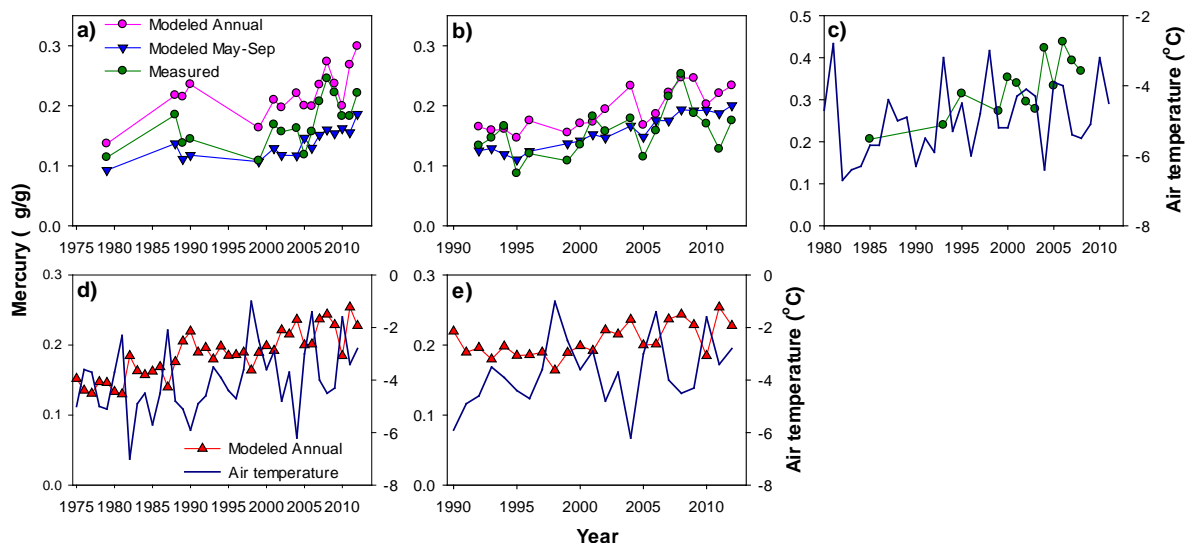 a)
Modeled Annual
Modeled May-Sep
Measured
0.3
0.2
0.1
0.0
1975 1980 1985 1990 1995 2000 2005 2010
b)
0.3
0.2
0.1
0.0
1990 1995 2000 2005 2010
c)
0.5
0.4
0.3
0.2
0.1
0.0
-2
-4
-6
-8
1980 1985 1990 1995 2000 2005 2010
Air temperature (°C)
Mercury ( g/g)
d)
0.3
0.2
0.1
0.0
0
-2
-4
-6
-8
Modeled Annual
Air temperature
1975 1980 1985 1990 1995 2000 2005 2010
e)
0.3
0.2
0.1
0.0
0
-2
-4
-6
-8
1990 1995 2000 2005 2010
Air temperature (°C)
Year